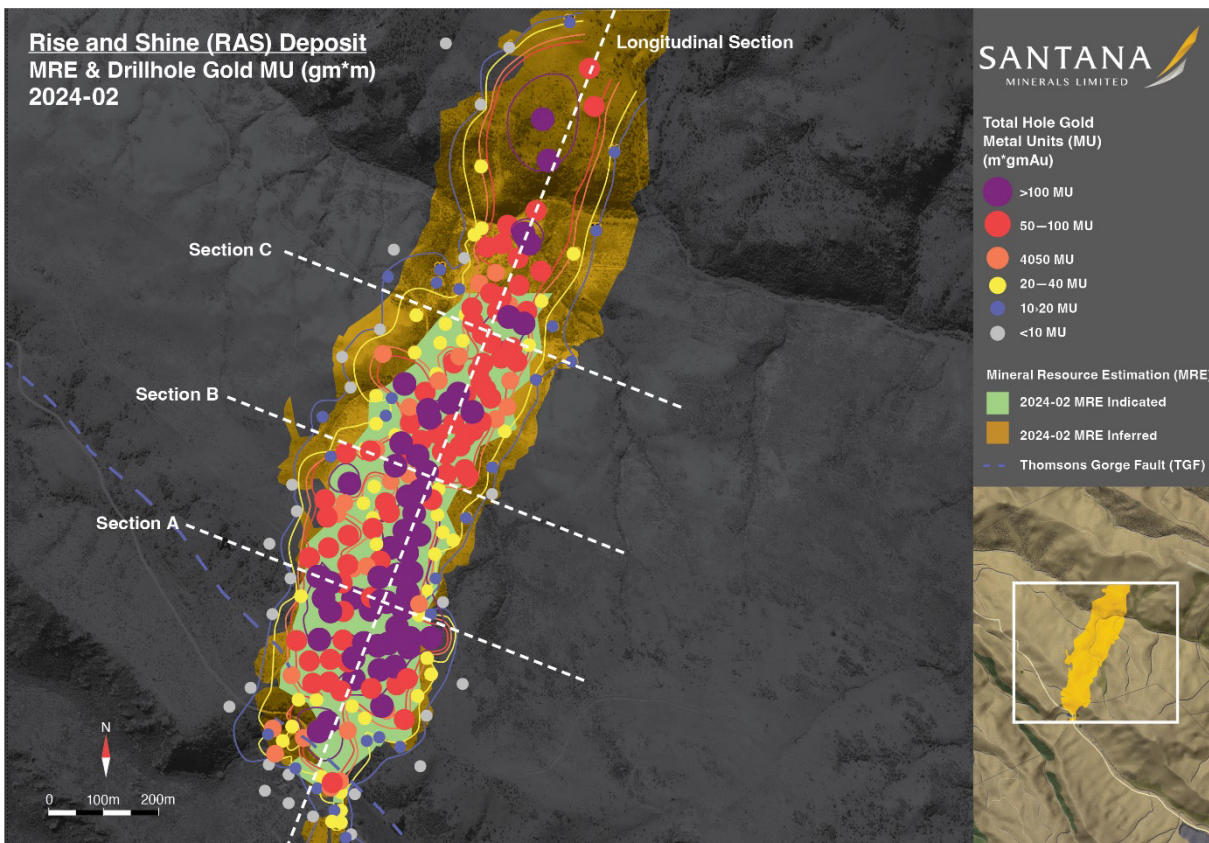 Rise and Shine (RAS) Deposit
MRE & Drillhole Gold MU (gm*m)
2024-02
Longitudinal Section
Section C
Section B
Section A
N
0 100m 200m
SANTANA
MINERALS LIMITED
Total Hole Gold
Metal Units (MU)
(m*gmAu)
>100 MU
50—100 MU
4050 MU
20—40 MU
10›20 MU
<10 MU
Mineral Resource Estimation (MRE)
2024-02 MRE Indicated
2024-02 MRE Inferred
Thomsons Gorge Fault (TGF)